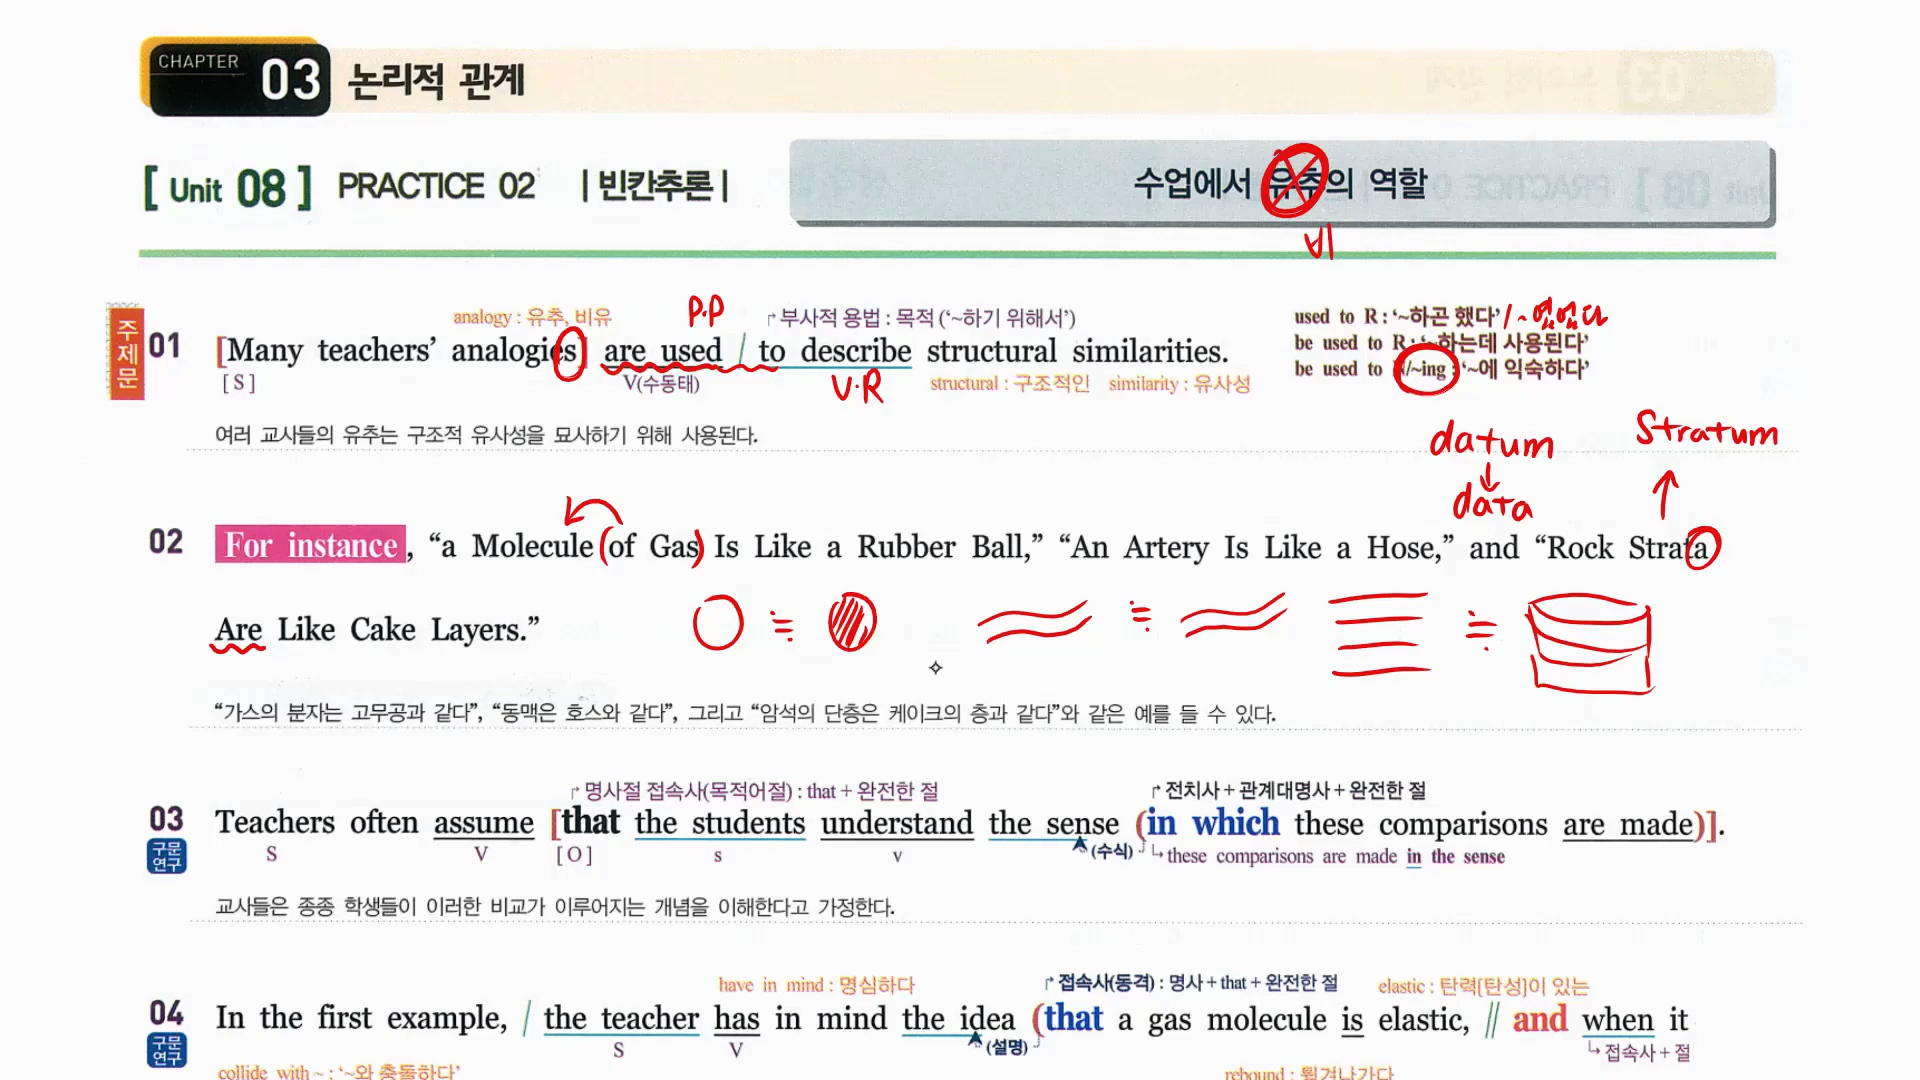 CHAPTER 03 논리적 관계
[ Unit 08 ] PRACTICE 02 | 빈칸추론 | 수업에서 유추의 역할
비
analogy : 유추, 비유 P.P ┌ 부사적 용법 : 목적 ('~하기 위해서') used to R : '~하곤 했다' / ~었었다
주제문 01 [Many teachers' analogies] are used / to describe structural similarities. be used to R : '~하는데 사용된다'
[ S ] V(수동태) V·R structural : 구조적인 similarity : 유사성 be used to N/~ing : '~에 익숙하다'
여러 교사들의 유추는 구조적 유사성을 묘사하기 위해 사용된다.
datum Stratum
↓ ↑
data
02 For instance, “a Molecule (of Gas) Is Like a Rubber Ball,” “An Artery Is Like a Hose,” and “Rock Strata
Are Like Cake Layers.”
“가스의 분자는 고무공과 같다”, “동맥은 호스와 같다”, 그리고 “암석의 단층은 케이크의 층과 같다”와 같은 예를 들 수 있다.
┌ 명사절 접속사(목적어절) : that + 완전한 절 ┌ 전치사 + 관계대명사 + 완전한 절
03 Teachers often assume [that the students understand the sense (in which these comparisons are made)].
구문연구 S V [ O ] s v (수식) └ these comparisons are made in the sense
교사들은 종종 학생들이 이러한 비교가 이루어지는 개념을 이해한다고 가정한다.
have in mind : 명심하다 ┌ 접속사(동격) : 명사 + that + 완전한 절 elastic : 탄력[탄성]이 있는
04 In the first example, / the teacher has in mind the idea (that a gas molecule is elastic, // and when it
구문연구 S V (설명) └ 접속사 + 절
collide with ~ : '~와 충돌하다' rebound : 튕겨나가다